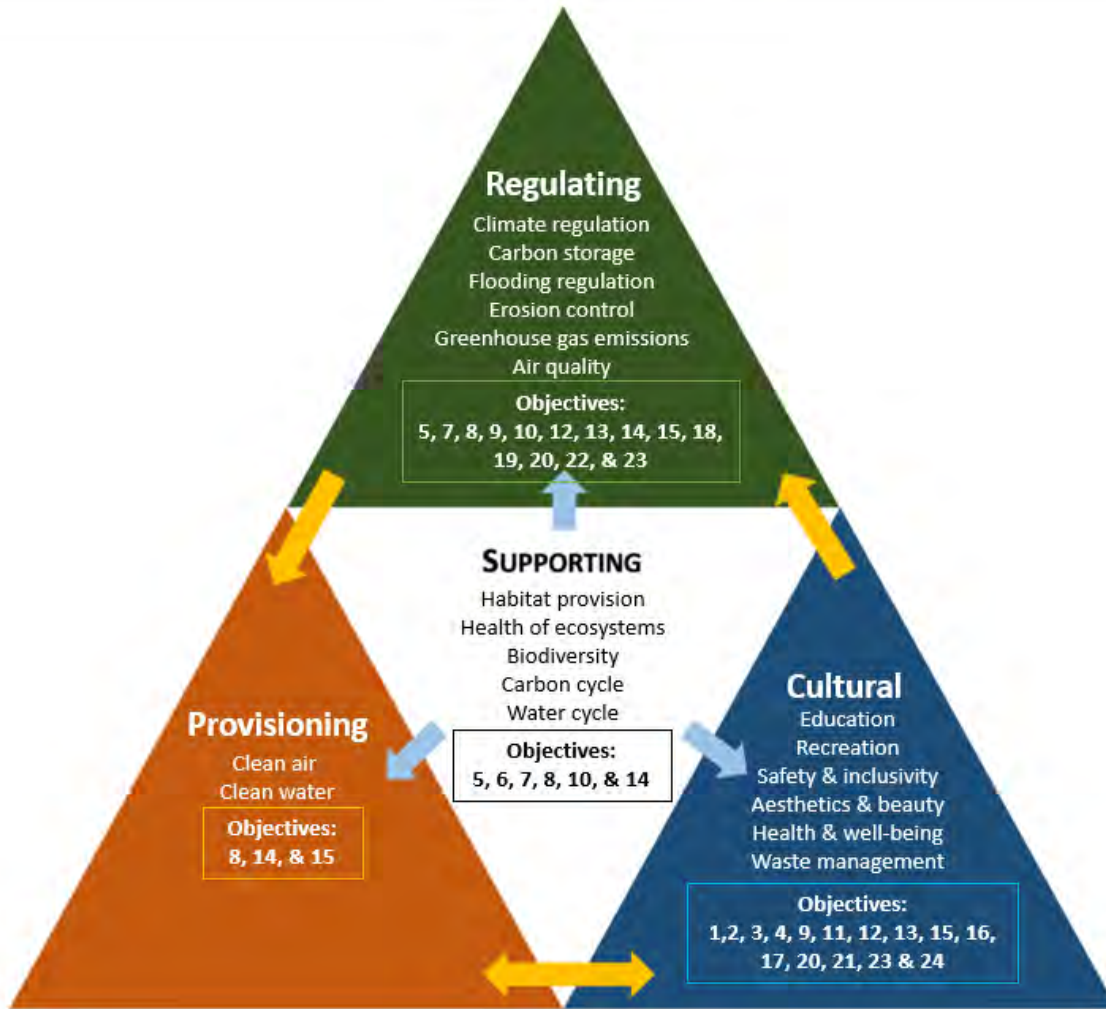 Regulating
Climate regulation
Carbon storage
Flooding regulation
Erosion control
Greenhouse gas emissions
Air quality
Objectives:
5, 7, 8, 9, 10, 12, 13, 14, 15, 18,
19, 20, 22, & 23
SUPPORTING
Habitat provision
Health of ecosystems
Biodiversity
Carbon cycle
Water cycle
Objectives:
5, 6, 7, 8, 10, & 14
Provisioning
Clean air
Clean water
Objectives:
8, 14, & 15
Cultural
Education
Recreation
Safety & inclusivity
Aesthetics & beauty
Health & well-being
Waste management
Objectives:
1,2, 3, 4, 9, 11, 12, 13, 15, 16,
17, 20, 21, 23 & 24